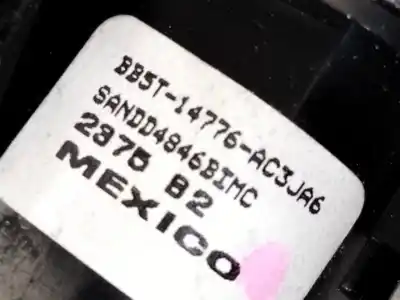 BB5T-14776-AC3JA6
SANDD4846BIMC
2375 B2
MEXICO